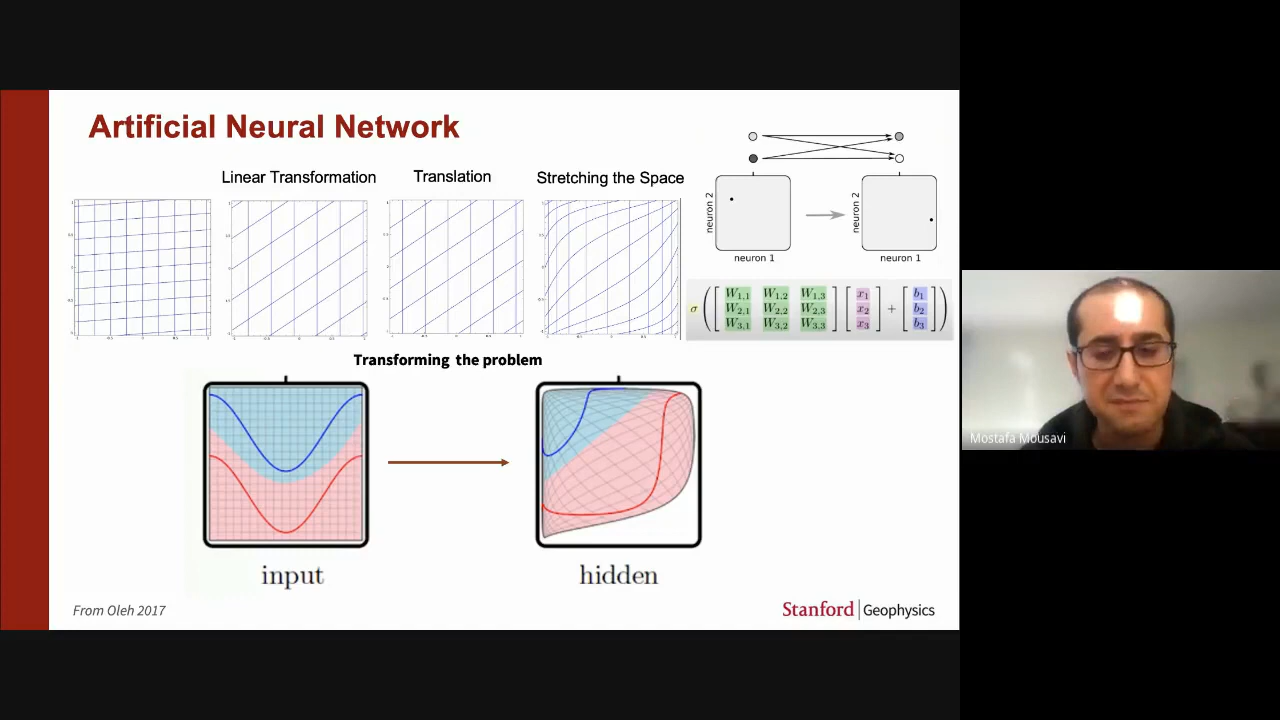 Artificial Neural Network
Linear Transformation
Translation
Stretching the Space
neuron 2
neuron 1
neuron 2
neuron 1
σ ( [ W1,1 W1,2 W1,3 ] [ x1 ] + [ b1 ] )
W2,1 W2,2 W2,3 x2 b2
W3,1 W3,2 W3,3 x3 b3
Transforming the problem
input
hidden
From Oleh 2017
Stanford | Geophysics
Mostafa Mousavi